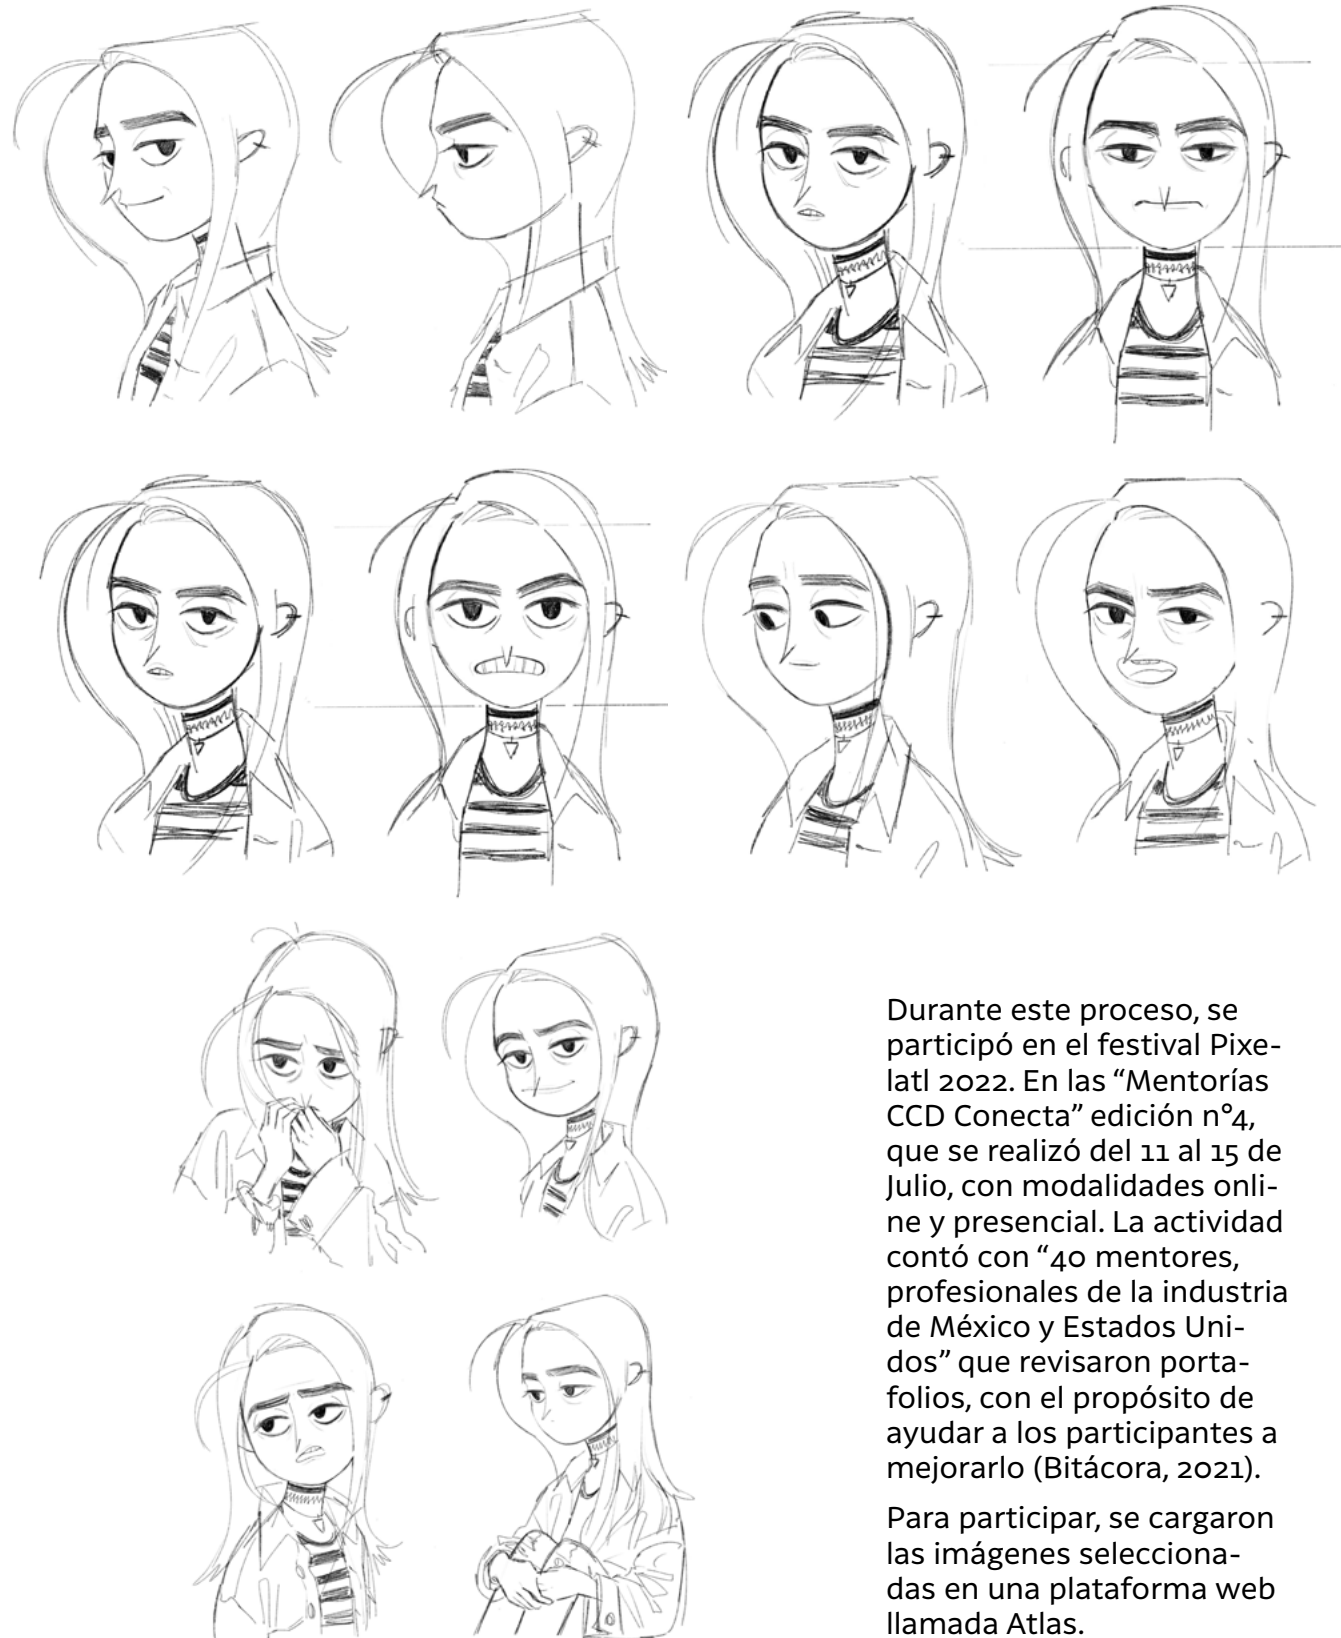 Durante este proceso, se
participó en el festival Pixe-
latl 2022. En las “Mentorías
CCD Conecta” edición n°4,
que se realizó del 11 al 15 de
Julio, con modalidades onli-
ne y presencial. La actividad
contó con “40 mentores,
profesionales de la industria
de México y Estados Uni-
dos” que revisaron porta-
folios, con el propósito de
ayudar a los participantes a
mejorarlo (Bitácora, 2021).
Para participar, se cargaron
las imágenes selecciona-
das en una plataforma web
llamada Atlas.